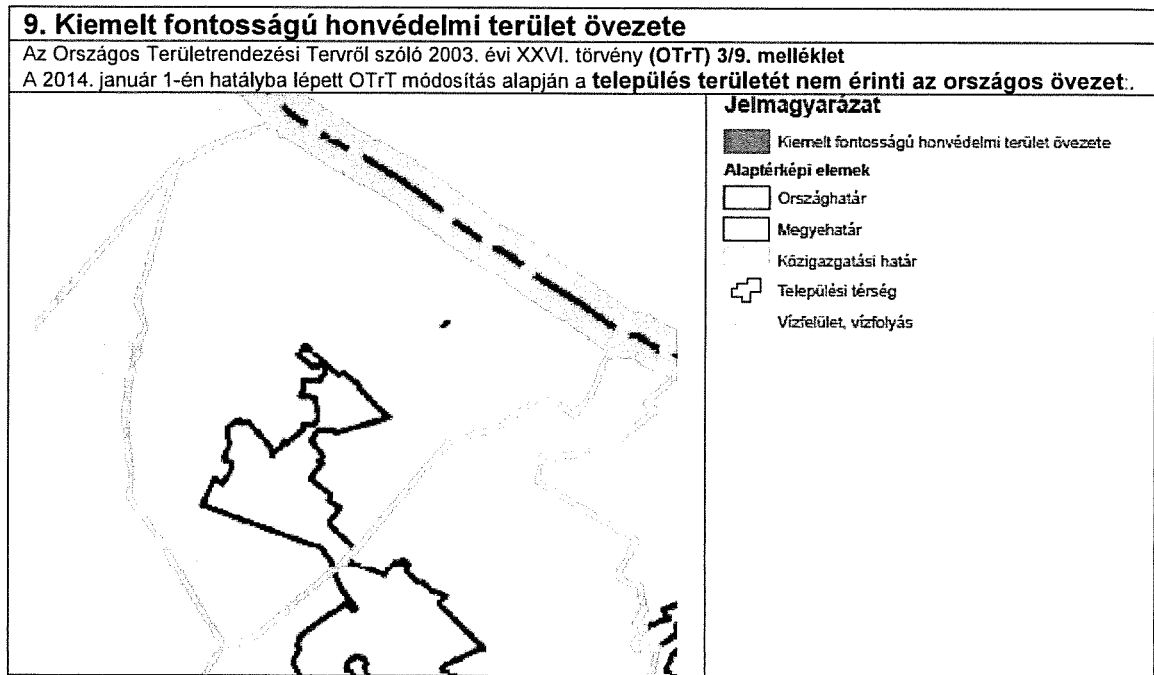 9. Kiemelt fontosságú honvédelmi terület övezete
Az Országos Területrendezési Tervről szóló 2003. évi XXVI. törvény (OTrT) 3/9. melléklet
A 2014. január 1-én hatályba lépett OTrT módosítás alapján a település területét nem érinti az országos övezet:.
Jelmagyarázat
Kiemelt fontosságú honvédelmi terület övezete
Alaptérképi elemek
Országhatár
Megyehatár
Közigazgatási határ
Települési térség
Vízfelület, vízfolyás